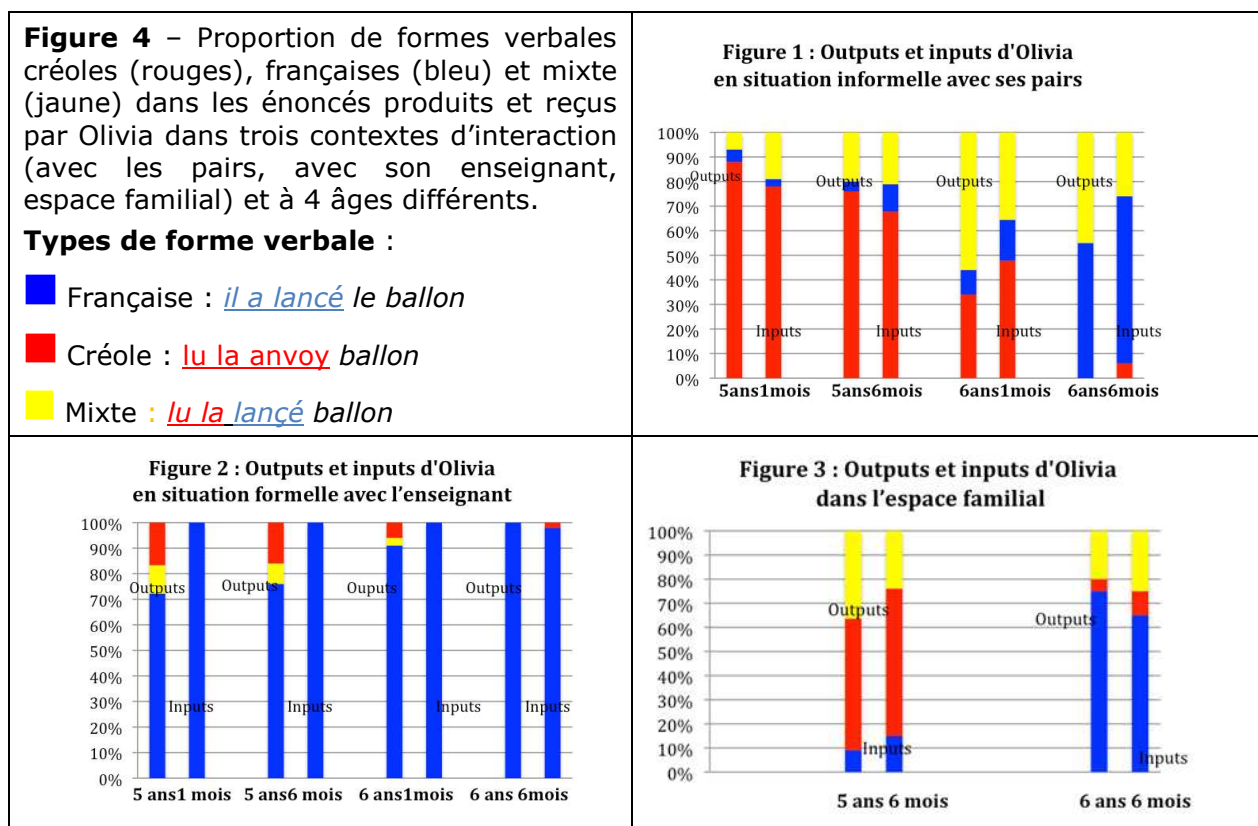 Figure 4 – Proportion de formes verbales
créoles (rouges), françaises (bleu) et mixte
(jaune) dans les énoncés produits et reçus
par Olivia dans trois contextes d’interaction
(avec les pairs, avec son enseignant,
espace familial) et à 4 âges différents.
Types de forme verbale :
Française : il a lancé le ballon
Créole : lu la anvoy ballon
Mixte : lu la lançé ballon
Figure 1 : Outputs et inputs d'Olivia
en situation informelle avec ses pairs
100%
90%
80%
70%
60%
50%
40%
30%
20%
10%
0%
Outputs Outputs Outputs Outputs
Inputs Inputs Inputs Inputs
5ans1mois 5ans6mois 6ans1mois 6ans6mois
Figure 2 : Outputs et inputs d'Olivia
en situation formelle avec l’enseignant
100%
90%
80%
70%
60%
50%
40%
30%
20%
10%
0%
Outputs Outputs Ouputs Outputs
Inputs Inputs Inputs Inputs
5 ans1 mois 5 ans6 mois 6 ans1mois 6 ans 6mois
Figure 3 : Outputs et inputs d'Olivia
dans l’espace familial
100%
90%
80%
70%
60%
50%
40%
30%
20%
10%
0%
Outputs Outputs
Inputs Inputs
5 ans 6 mois 6 ans 6 mois